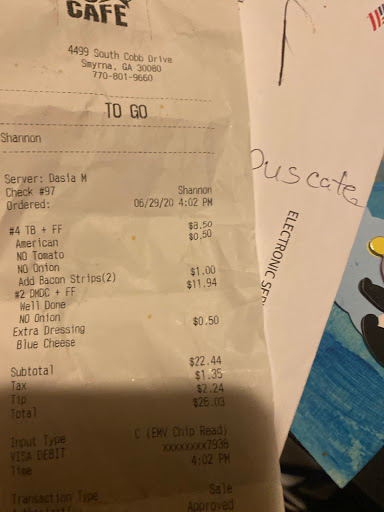 CAFE
4499 South Cobb Drive
Smyrna, GA 30080
770-801-9660
TO GO
Shannon
Server: Dasia M
Check #97 Shannon
Ordered: 06/29/20 4:02 PM
#4 TB + FF $8.50
American $0.50
NO Tomato
NO Onion
Add Bacon Strips(2) $1.00
#2 DMDC + FF $11.94
Well Done
NO Onion
Extra Dressing $0.50
Blue Cheese
Subtotal $22.44
Tax $1.35
Tip $2.24
Total $26.03
Input Type C (EMV Chip Read)
VISA DEBIT xxxxxxxx7938
Time 4:02 PM
Transaction Type Sale
Approved
ous cafe
ELECTRONIC SER